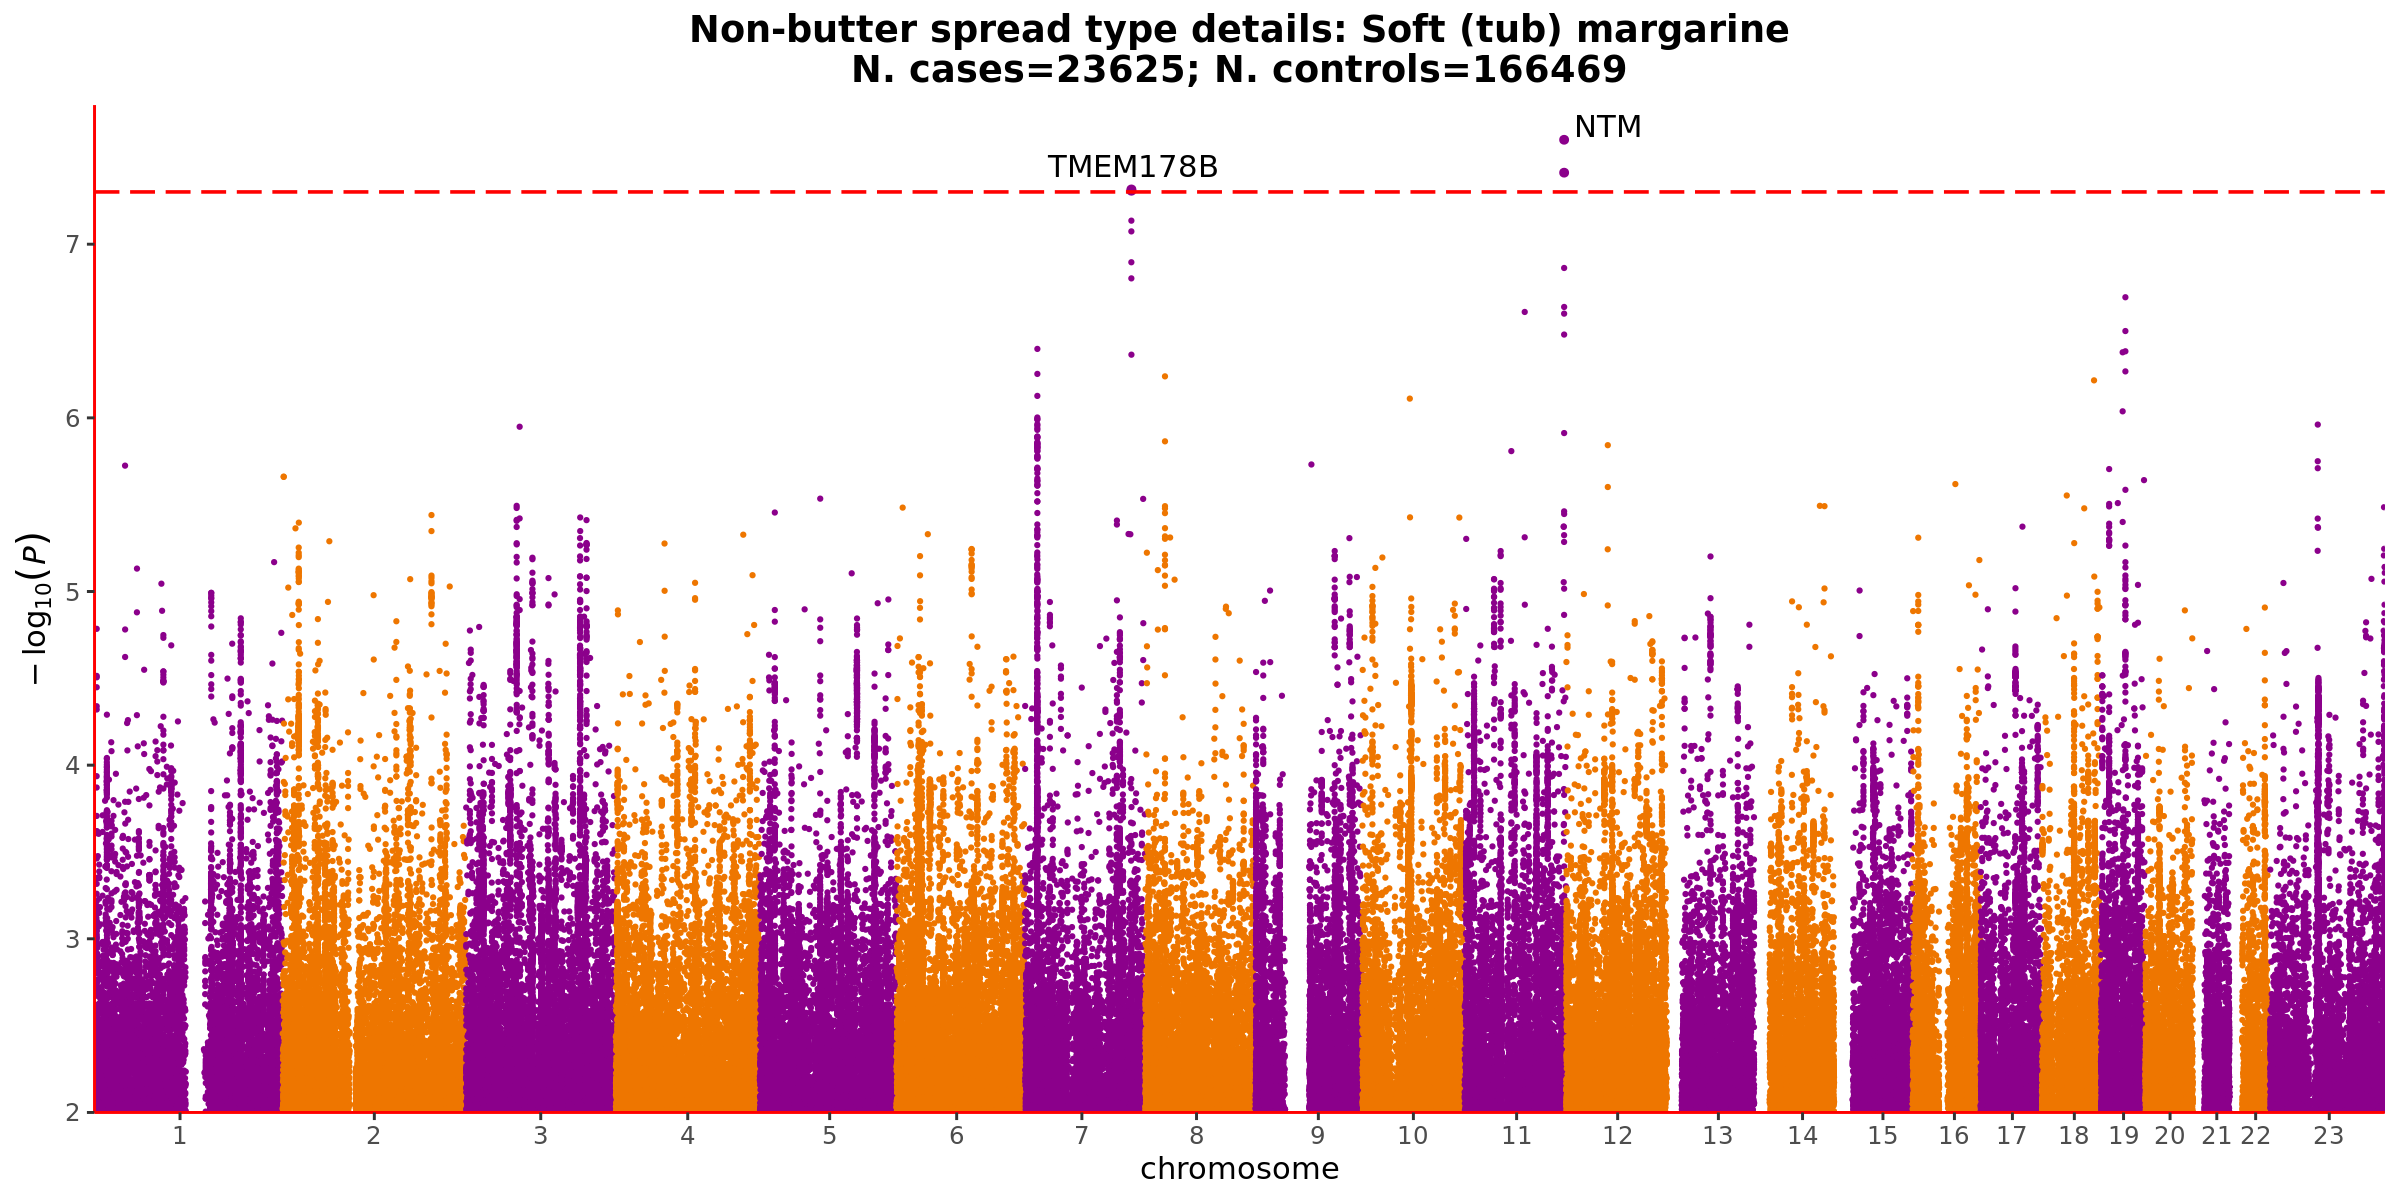 Non-butter spread type details: Soft (tub) margarine
N. cases=23625; N. controls=166469
NTM
TMEM178B
7
6
5
4
3
2
−log10(P)
1 2 3 4 5 6 7 8 9 10 11 12 13 14 15 16 17 18 19 20 21 22 23
chromosome